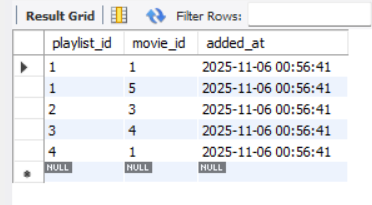 Result Grid Filter Rows:
playlist_id movie_id added_at
1 1 2025-11-06 00:56:41
1 5 2025-11-06 00:56:41
2 3 2025-11-06 00:56:41
3 4 2025-11-06 00:56:41
4 1 2025-11-06 00:56:41
NULL NULL NULL